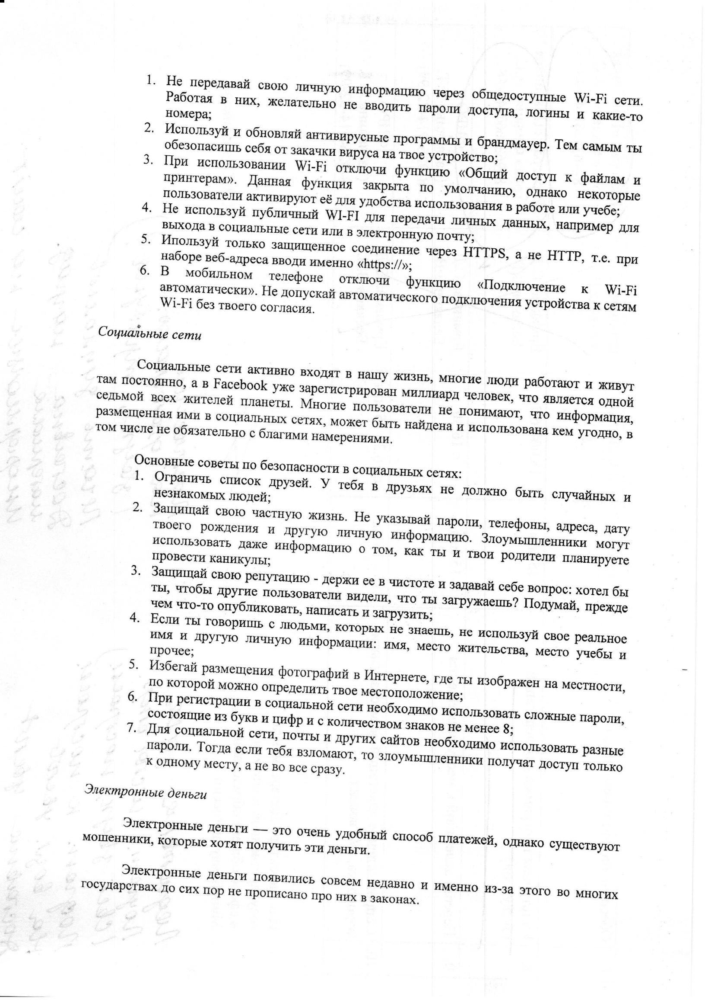 1. Не передавай свою личную информацию через общедоступные Wi-Fi сети.
Работая в них, желательно не вводить пароли доступа, логины и какие-то
номера;
2. Используй и обновляй антивирусные программы и брандмауер. Тем самым ты
обезопасишь себя от закачки вируса на твое устройство;
3. При использовании Wi-Fi отключи функцию «Общий доступ к файлам и
принтерам». Данная функция закрыта по умолчанию, однако некоторые
пользователи активируют её для удобства использования в работе или учебе;
4. Не используй публичный WI-FI для передачи личных данных, например для
выхода в социальные сети или в электронную почту;
5. Ипользуй только защищенное соединение через HTTPS, а не HTTP, т.е. при
наборе веб-адреса вводи именно «https://»;
6. В мобильном телефоне отключи функцию «Подключение к Wi-Fi
автоматически». Не допускай автоматического подключения устройства к сетям
Wi-Fi без твоего согласия.
Социальные сети
Социальные сети активно входят в нашу жизнь, многие люди работают и живут
там постоянно, а в Facebook уже зарегистрирован миллиард человек, что является одной
седьмой всех жителей планеты. Многие пользователи не понимают, что информация,
размещенная ими в социальных сетях, может быть найдена и использована кем угодно, в
том числе не обязательно с благими намерениями.
Основные советы по безопасности в социальных сетях:
1. Ограничь список друзей. У тебя в друзьях не должно быть случайных и
незнакомых людей;
2. Защищай свою частную жизнь. Не указывай пароли, телефоны, адреса, дату
твоего рождения и другую личную информацию. Злоумышленники могут
использовать даже информацию о том, как ты и твои родители планируете
провести каникулы;
3. Защищай свою репутацию - держи ее в чистоте и задавай себе вопрос: хотел бы
ты, чтобы другие пользователи видели, что ты загружаешь? Подумай, прежде
чем что-то опубликовать, написать и загрузить;
4. Если ты говоришь с людьми, которых не знаешь, не используй свое реальное
имя и другую личную информации: имя, место жительства, место учебы и
прочее;
5. Избегай размещения фотографий в Интернете, где ты изображен на местности,
по которой можно определить твое местоположение;
6. При регистрации в социальной сети необходимо использовать сложные пароли,
состоящие из букв и цифр и с количеством знаков не менее 8;
7. Для социальной сети, почты и других сайтов необходимо использовать разные
пароли. Тогда если тебя взломают, то злоумышленники получат доступ только
к одному месту, а не во все сразу.
Электронные деньги
Электронные деньги — это очень удобный способ платежей, однако существуют
мошенники, которые хотят получить эти деньги.
Электронные деньги появились совсем недавно и именно из-за этого во многих
государствах до сих пор не прописано про них в законах.